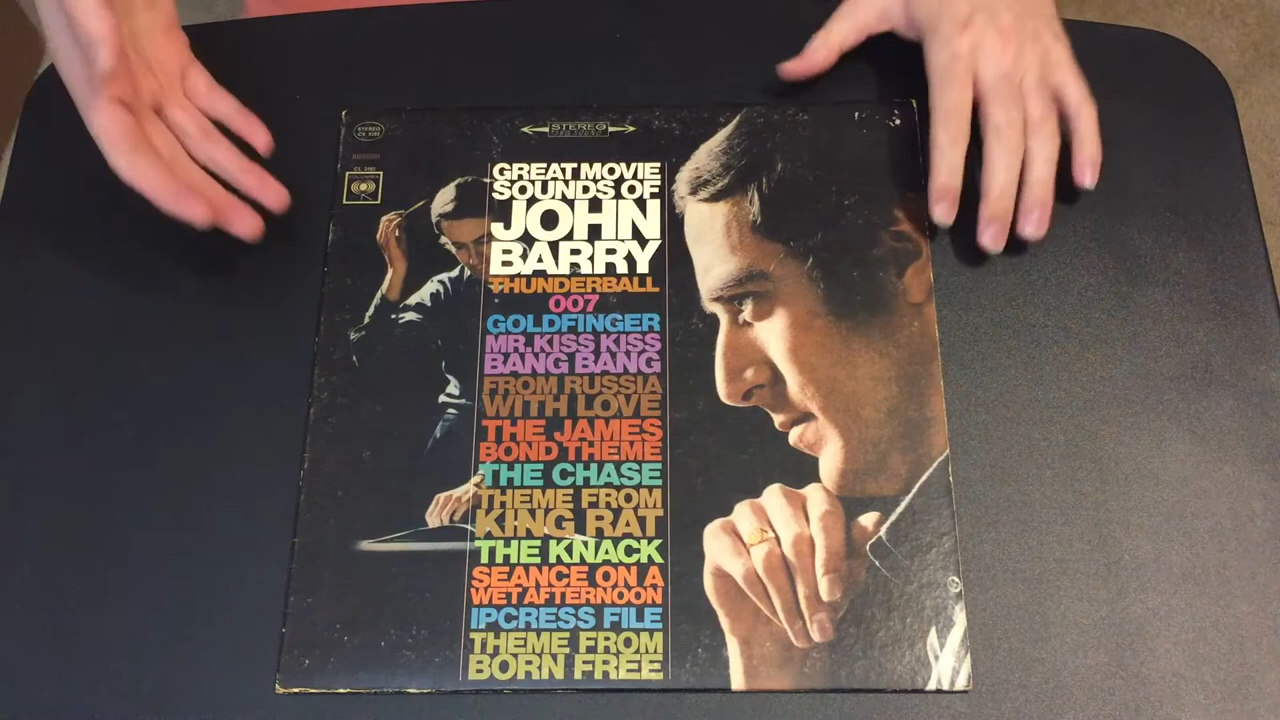 STEREO
STEREO
GREAT MOVIE
SOUNDS OF
JOHN
BARRY
THUNDERBALL
007
GOLDFINGER
MR. KISS KISS
BANG BANG
FROM RUSSIA
WITH LOVE
THE JAMES
BOND THEME
THE CHASE
THEME FROM
KING RAT
THE KNACK
SEANCE ON A
WET AFTERNOON
IPCRESS FILE
THEME FROM
BORN FREE